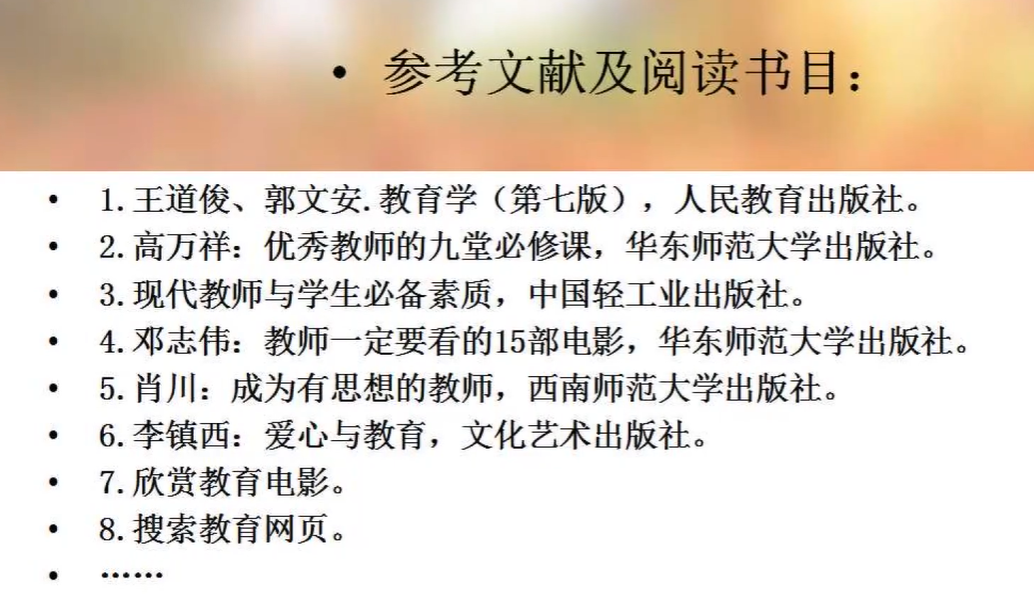 • 参考文献及阅读书目：
• 1.王道俊、郭文安.教育学（第七版），人民教育出版社。
• 2.高万祥：优秀教师的九堂必修课，华东师范大学出版社。
• 3.现代教师与学生必备素质，中国轻工业出版社。
• 4.邓志伟：教师一定要看的15部电影，华东师范大学出版社。
• 5.肖川：成为有思想的教师，西南师范大学出版社。
• 6.李镇西：爱心与教育，文化艺术出版社。
• 7.欣赏教育电影。
• 8.搜索教育网页。
• ……